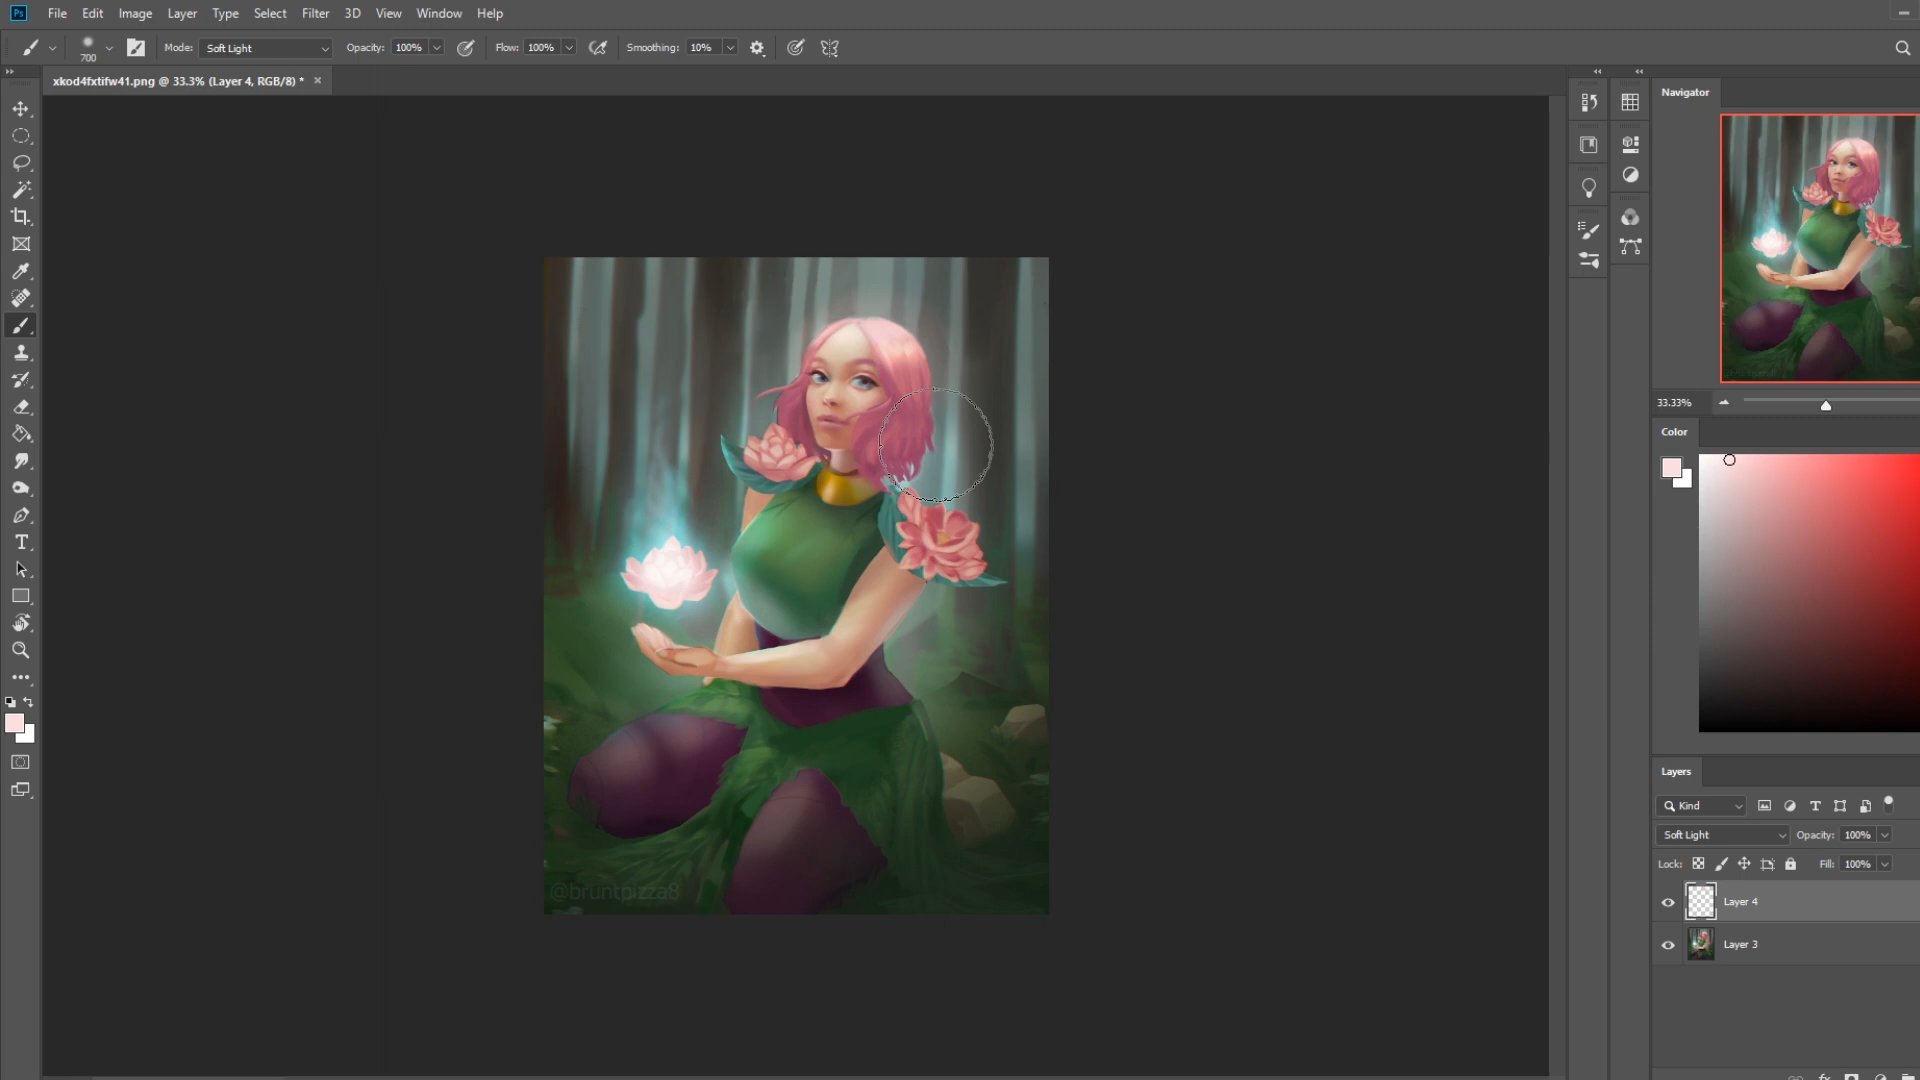 Ps File Edit Image Layer Type Select Filter 3D View Window Help
700 Mode: Soft Light Opacity: 100% Flow: 100% Smoothing: 10%
xkod4fxtifw41.png @ 33.3% (Layer 4, RGB/8) *
Navigator
33.33%
Color
@bruntpizza8
Layers
Kind
Soft Light Opacity: 100%
Lock: Fill: 100%
Layer 4
Layer 3
fx